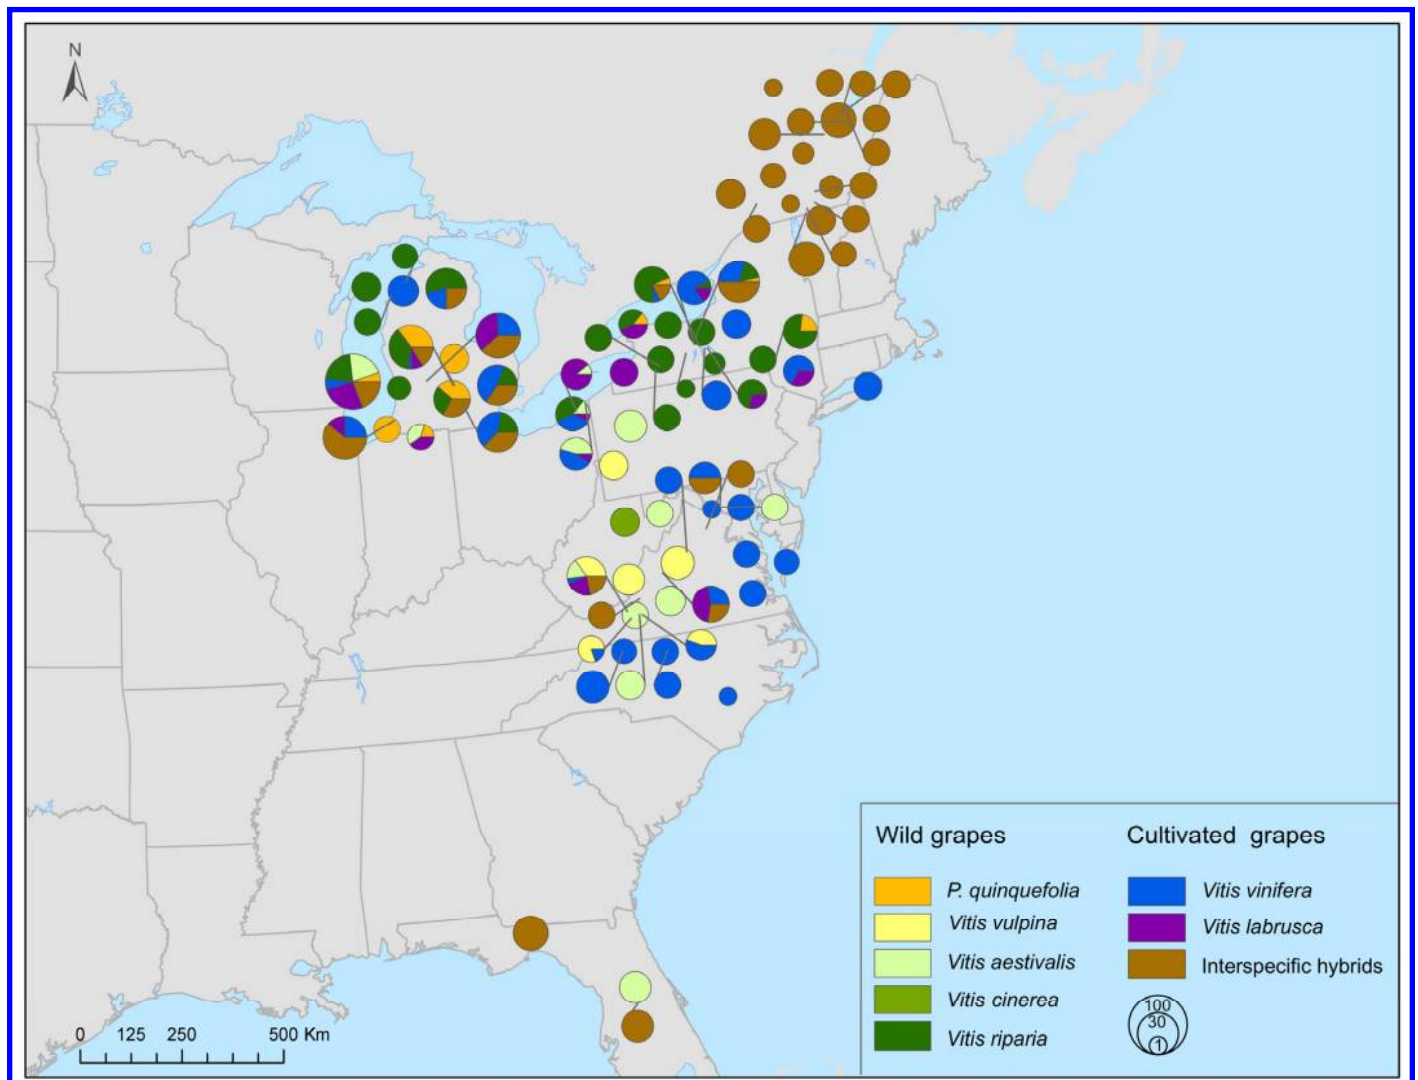 N
Wild grapes
Cultivated grapes
P. quinquefolia
Vitis vinifera
Vitis vulpina
Vitis labrusca
Vitis aestivalis
Interspecific hybrids
Vitis cinerea
100
30
1
Vitis riparia
0 125 250 500 Km